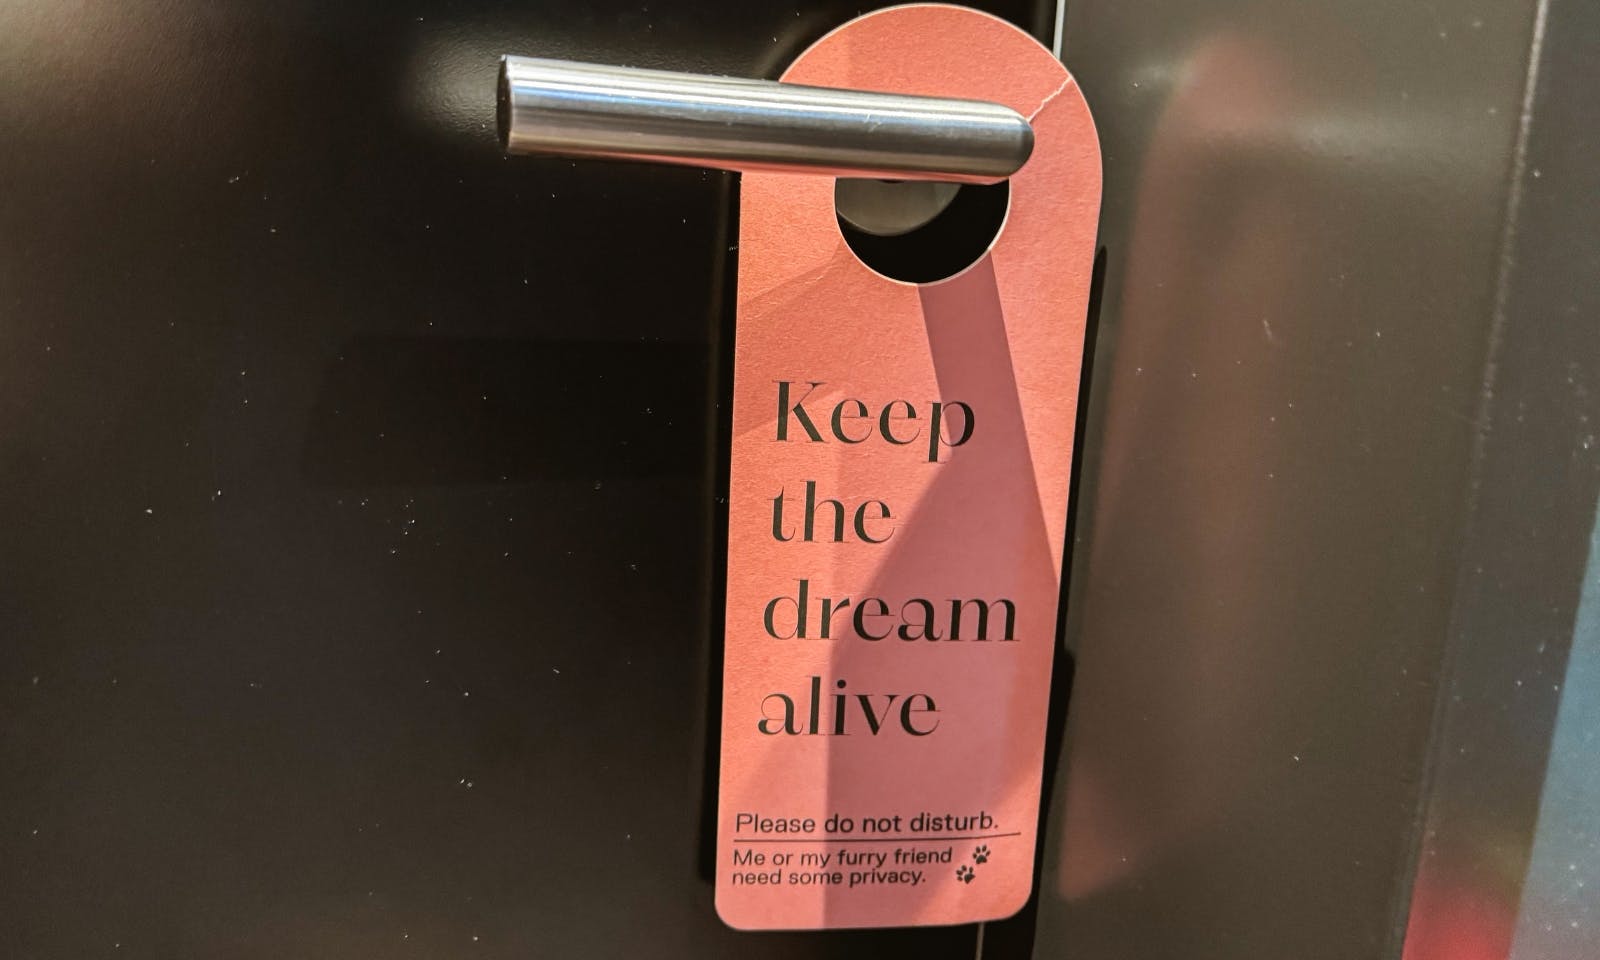 Keep
the
dream
alive
Please do not disturb.
Me or my furry friend
need some privacy.